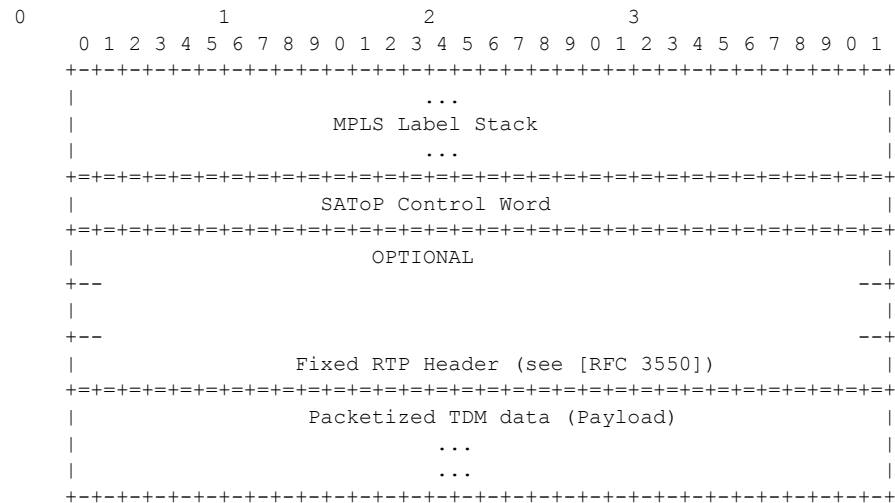 0                   1                   2                   3
 0 1 2 3 4 5 6 7 8 9 0 1 2 3 4 5 6 7 8 9 0 1 2 3 4 5 6 7 8 9 0 1
+-+-+-+-+-+-+-+-+-+-+-+-+-+-+-+-+-+-+-+-+-+-+-+-+-+-+-+-+-+-+-+-+
|                           ...                                 |
|                    MPLS Label Stack                           |
|                           ...                                 |
+=+=+=+=+=+=+=+=+=+=+=+=+=+=+=+=+=+=+=+=+=+=+=+=+=+=+=+=+=+=+=+=+
|                   SAToP Control Word                          |
+=+=+=+=+=+=+=+=+=+=+=+=+=+=+=+=+=+=+=+=+=+=+=+=+=+=+=+=+=+=+=+=+
|                       OPTIONAL                                |
+--                                                           --+
|                                                               |
+--                                                           --+
|                 Fixed RTP Header (see [RFC 3550])             |
+=+=+=+=+=+=+=+=+=+=+=+=+=+=+=+=+=+=+=+=+=+=+=+=+=+=+=+=+=+=+=+=+
|                  Packetized TDM data (Payload)                |
|                            ...                                |
|                            ...                                |
+-+-+-+-+-+-+-+-+-+-+-+-+-+-+-+-+-+-+-+-+-+-+-+-+-+-+-+-+-+-+-+-+